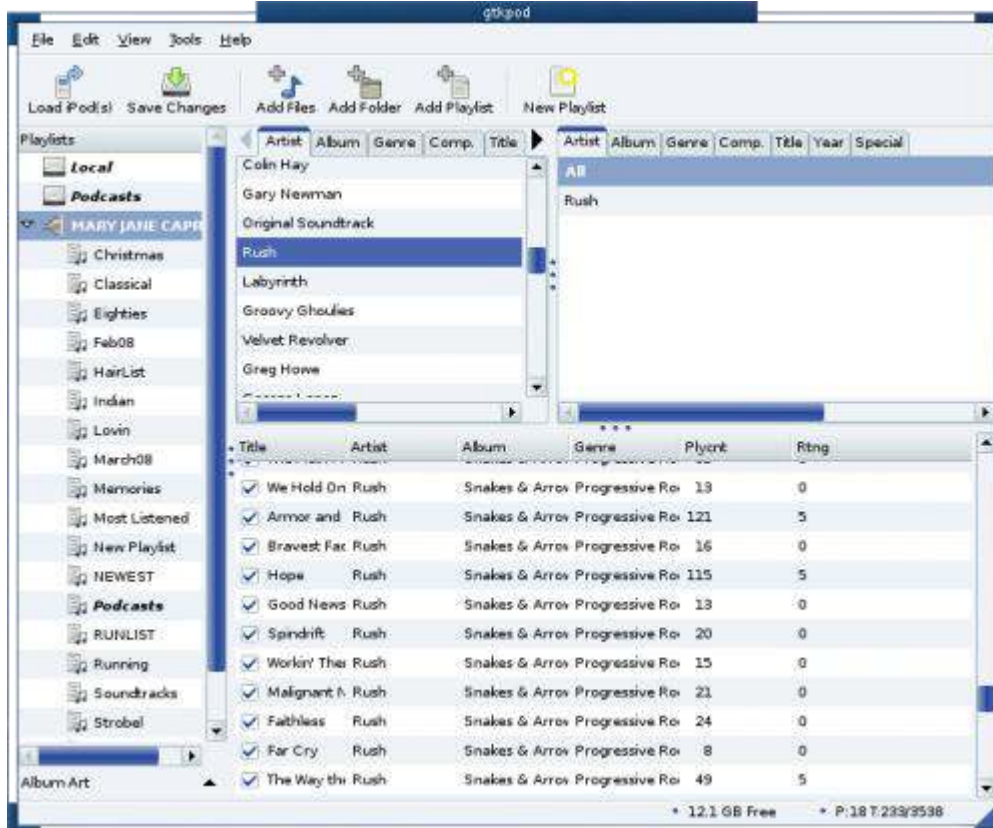 gtkpod
File Edit View Tools Help
Load iPod(s) Save Changes Add Files Add Folder Add Playlist New Playlist
Playlists
Local
Podcasts
MARY JANE CAPR
Christmas
Classical
Eighties
Feb08
HairList
Indian
Lovin
March08
Memories
Most Listened
New Playlist
NEWEST
Podcasts
RUNLIST
Running
Soundtracks
Strobel
Album Art
Artist Album Genre Comp. Title
Colin Hay
Gary Newman
Original Soundtrack
Rush
Labyrinth
Groovy Ghoulies
Velvet Revolver
Greg Howe
Artist Album Genre Comp. Title Year Special
All
Rush
Title Artist Album Genre Plycnt Rtng
We Hold On Rush Snakes & Arrov Progressive Ro 13 0
Armor and Rush Snakes & Arrov Progressive Ro 121 5
Bravest Fac Rush Snakes & Arrov Progressive Ro 16 0
Hope Rush Snakes & Arrov Progressive Ro 115 5
Good News Rush Snakes & Arrov Progressive Ro 13 0
Spindrift Rush Snakes & Arrov Progressive Ro 20 0
Workin' The Rush Snakes & Arrov Progressive Ro 15 0
Malignant N Rush Snakes & Arrov Progressive Ro 21 0
Faithless Rush Snakes & Arrov Progressive Ro 24 0
Far Cry Rush Snakes & Arrov Progressive Ro 8 0
The Way the Rush Snakes & Arrov Progressive Ro 49 5
12.1 GB Free P:18 T:233/3538